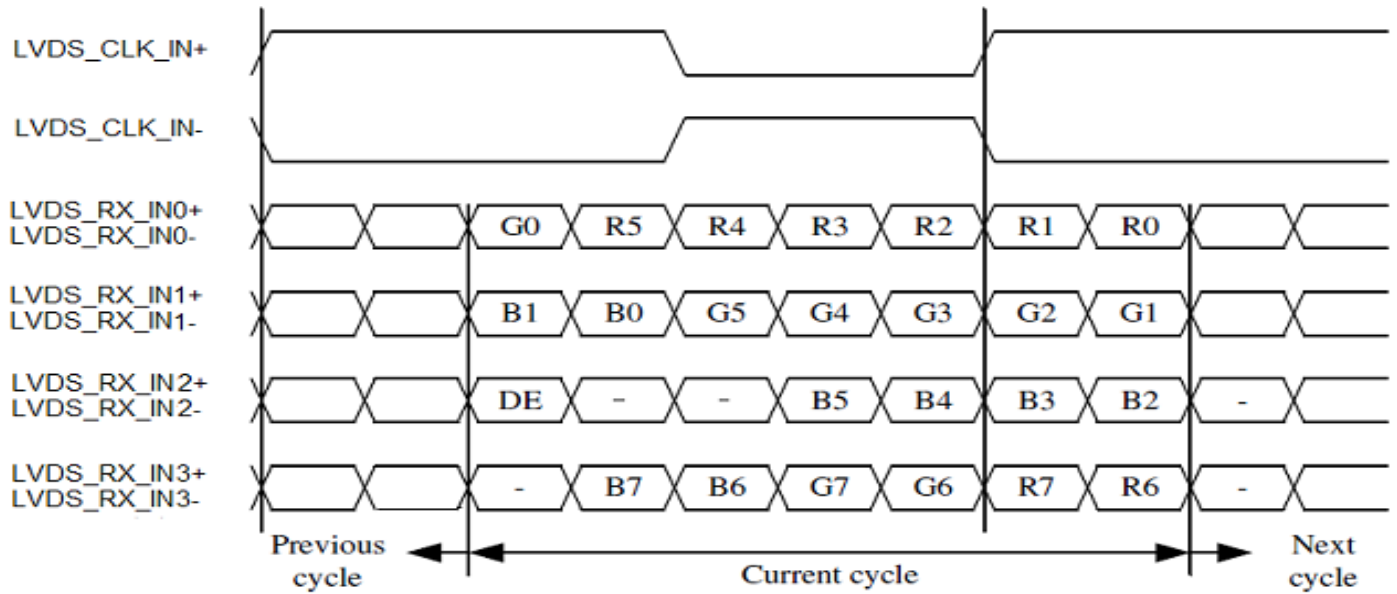 LVDS_CLK_IN+
LVDS_CLK_IN-
LVDS_RX_IN0+
LVDS_RX_IN0-
G0 R5 R4 R3 R2 R1 R0
LVDS_RX_IN1+
LVDS_RX_IN1-
B1 B0 G5 G4 G3 G2 G1
LVDS_RX_IN2+
LVDS_RX_IN2-
DE - - B5 B4 B3 B2 -
LVDS_RX_IN3+
LVDS_RX_IN3-
- B7 B6 G7 G6 R7 R6 -
Previous
cycle
Current cycle
Next
cycle